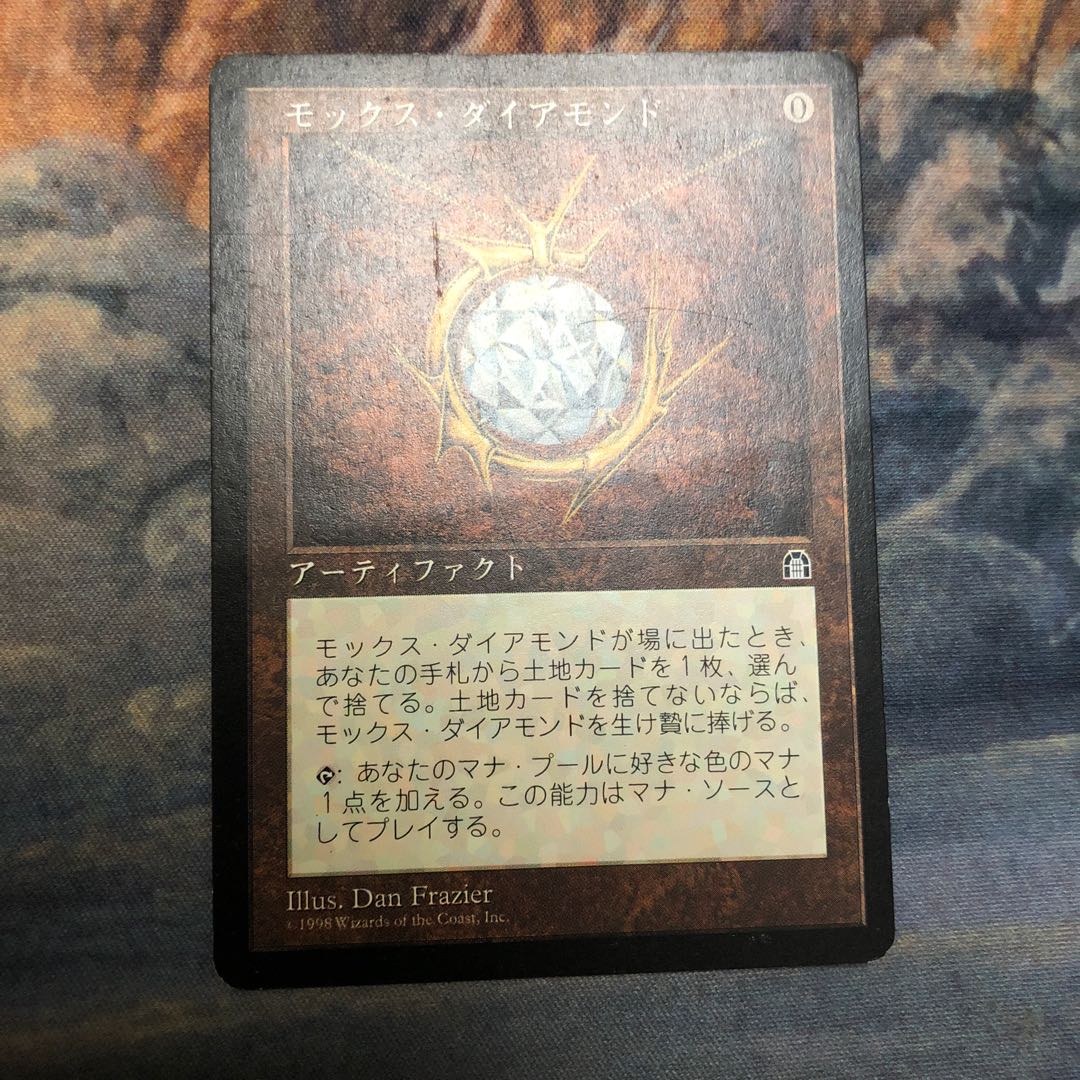 モックス・ダイアモンド
0
アーティファクト
モックス・ダイアモンドが場に出たとき、
あなたの手札から土地カードを1枚、選ん
で捨てる。土地カードを捨てないならば、
モックス・ダイアモンドを生け贄に捧げる。
: あなたのマナ・プールに好きな色のマナ
1点を加える。この能力はマナ・ソースと
してプレイする。
Illus. Dan Frazier
©1998 Wizards of the Coast, Inc.